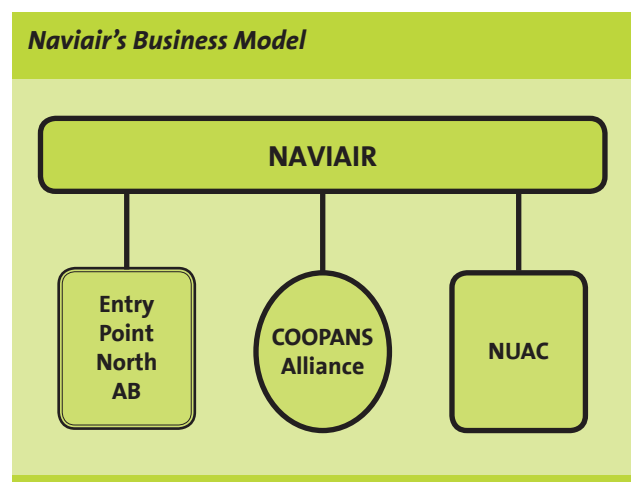 Naviair's Business Model
NAVIAIR
Entry
Point
North
AB
COOPANS
Alliance
NUAC